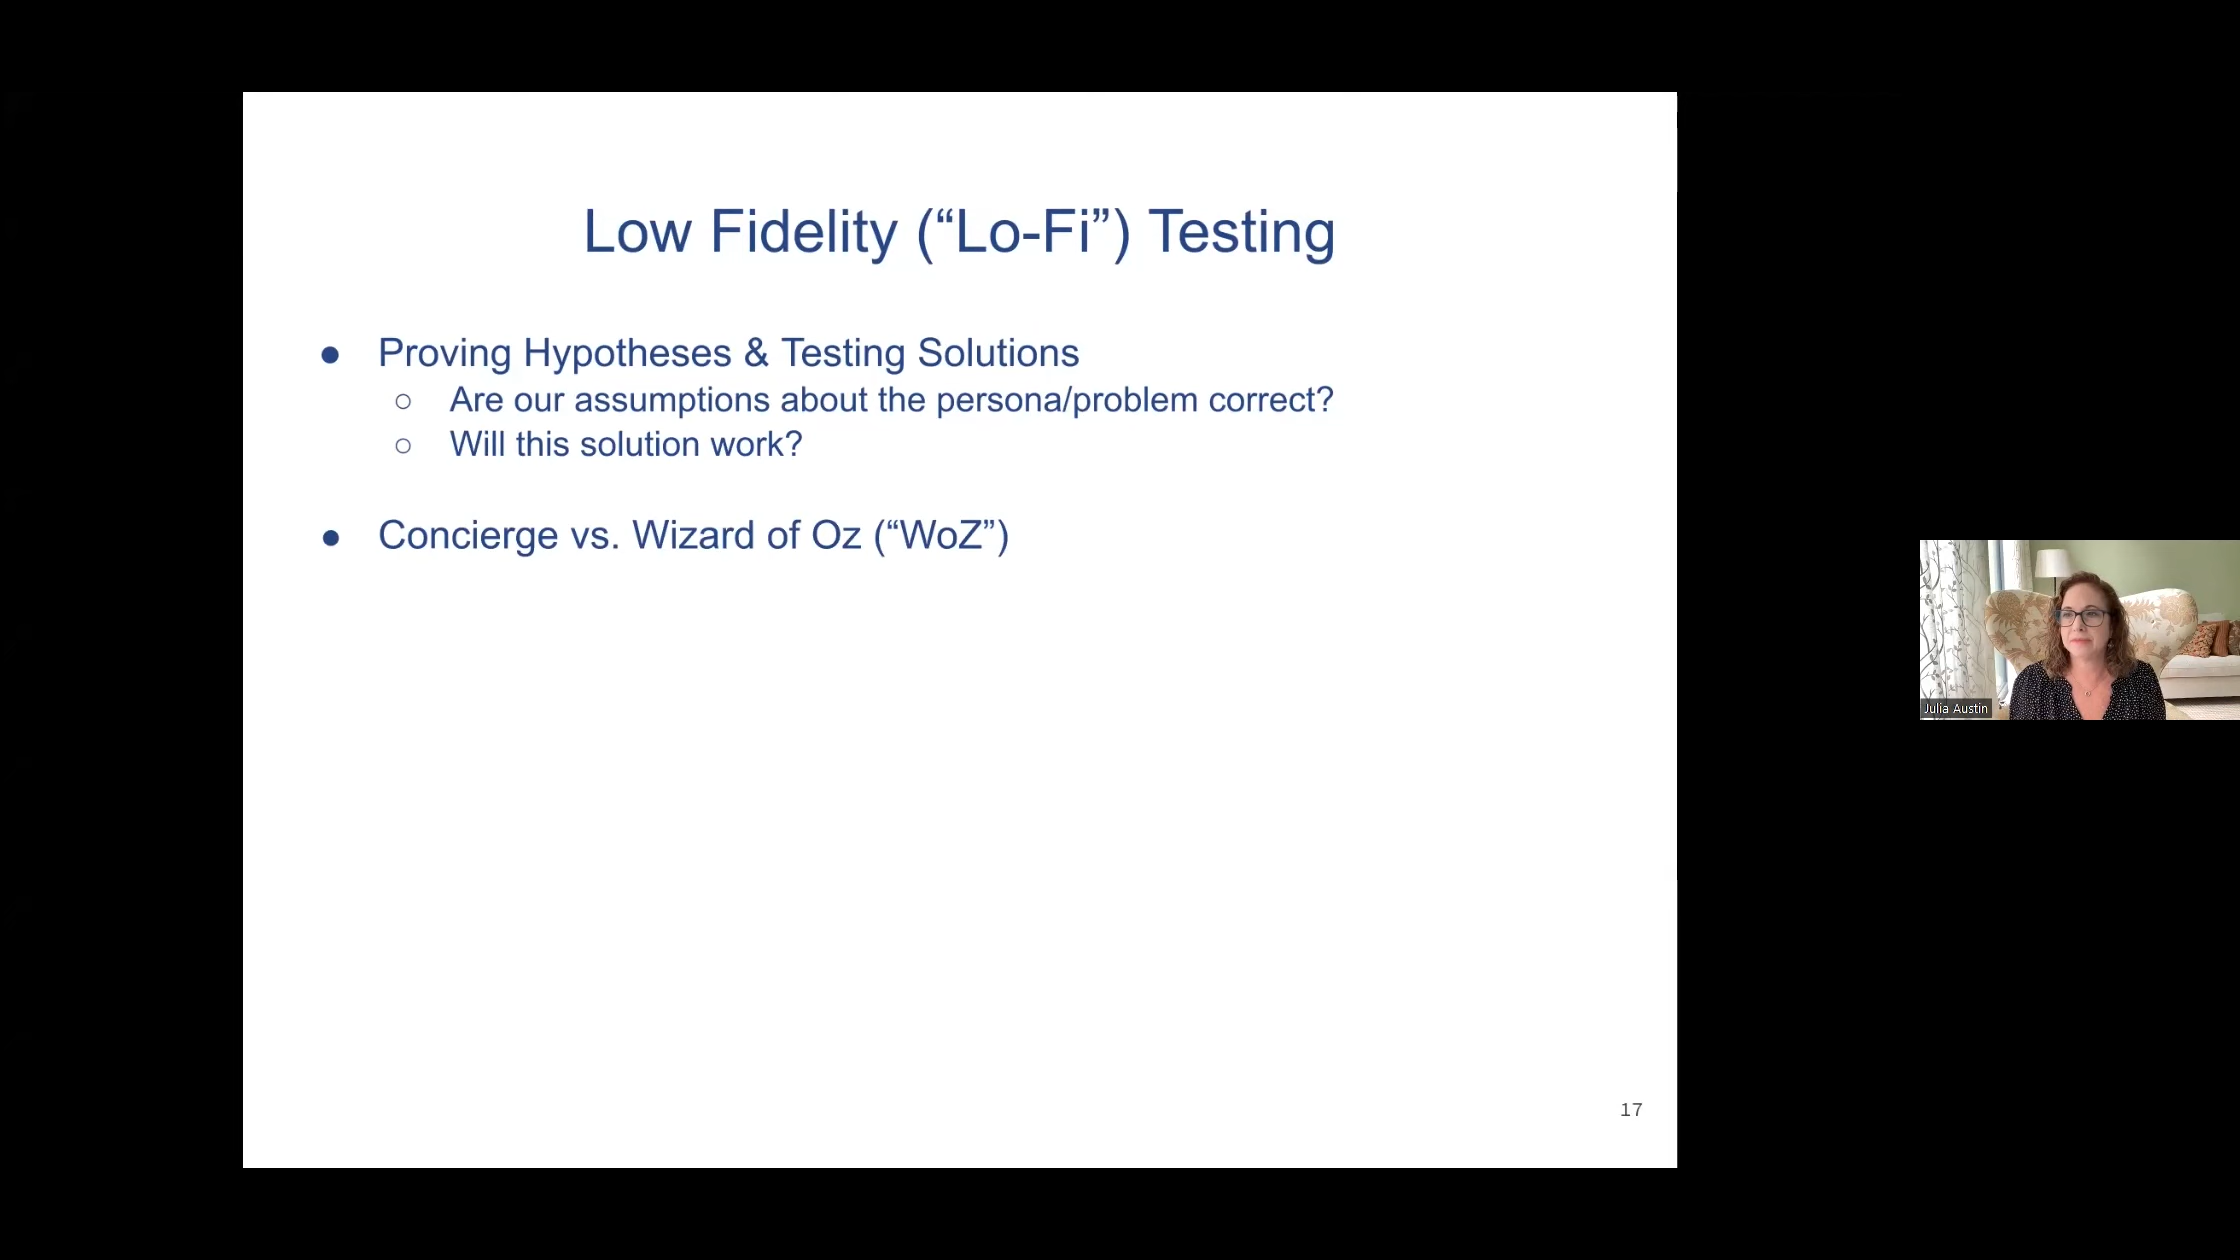 Low Fidelity (“Lo-Fi”) Testing
● Proving Hypotheses & Testing Solutions
○ Are our assumptions about the persona/problem correct?
○ Will this solution work?
● Concierge vs. Wizard of Oz (“WoZ”)
Julia Austin
17